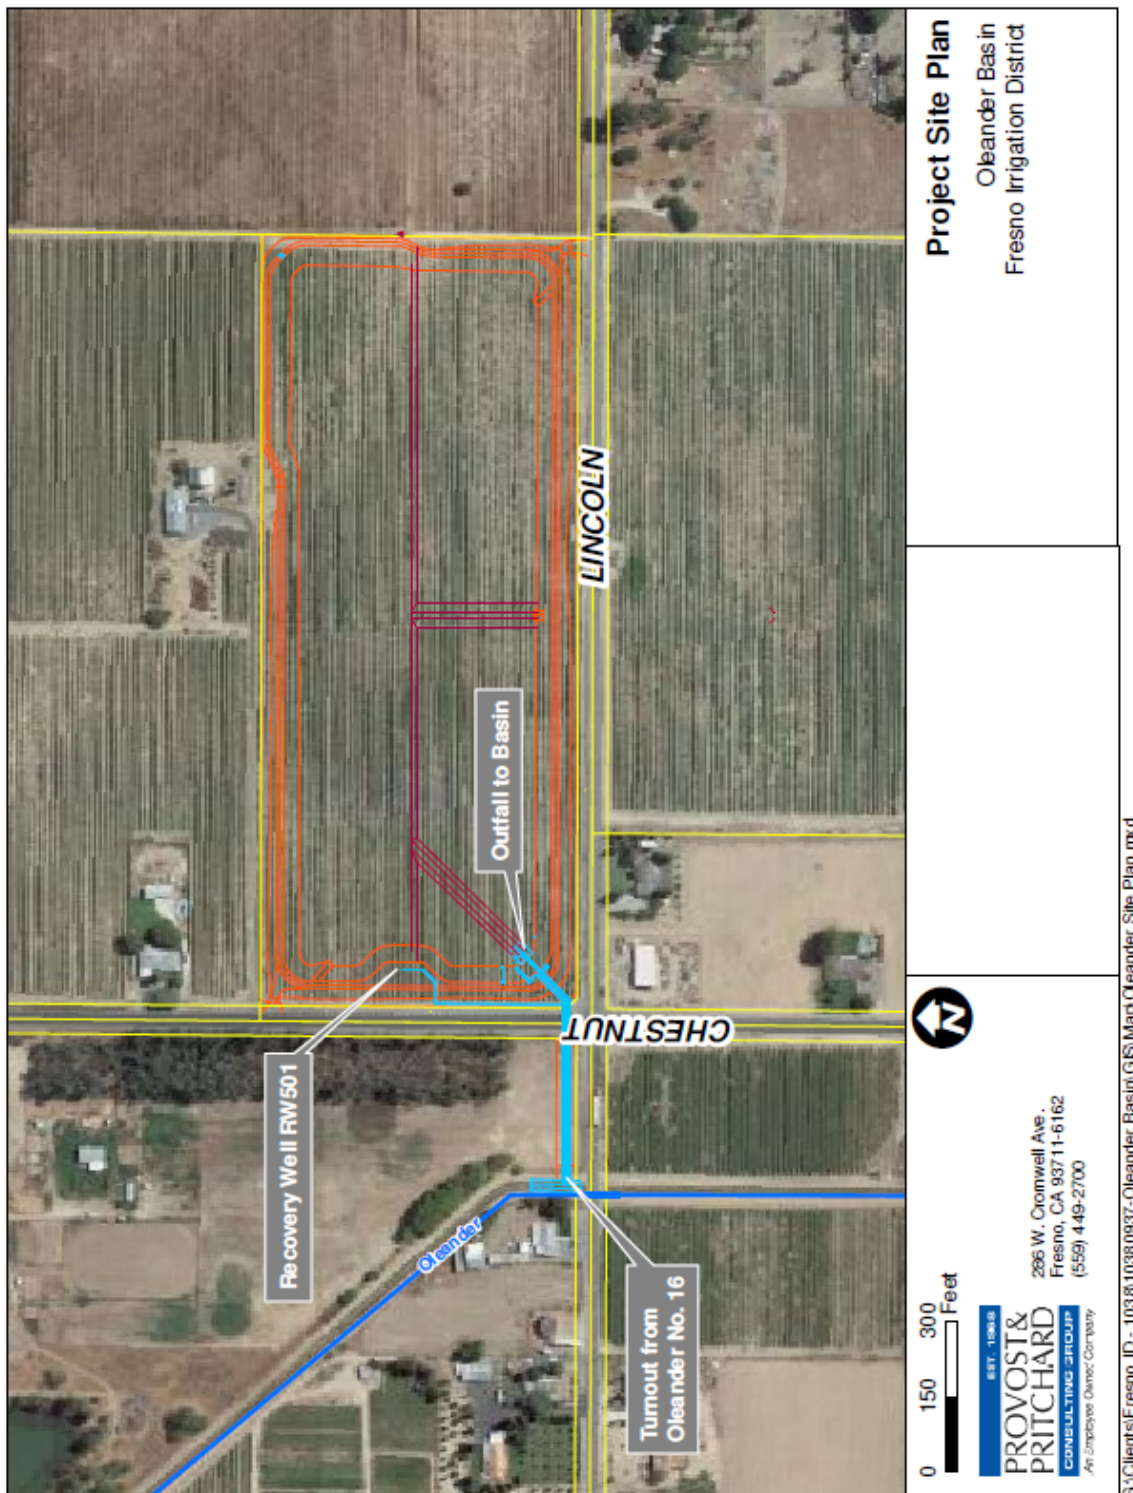 Recovery Well RW501
Oleander
Turnout from
Oleander No. 16
CHESTNUT
Outfall to Basin
LINCOLN
0 150 300
Feet
EST. 1968
PROVOST&
PRITCHARD
CONSULTING GROUP
An Employee Owned Company
286 W. Cromwell Ave.
Fresno, CA 93711-6162
(559) 449-2700
N
Project Site Plan
Oleander Basin
Fresno Irrigation District